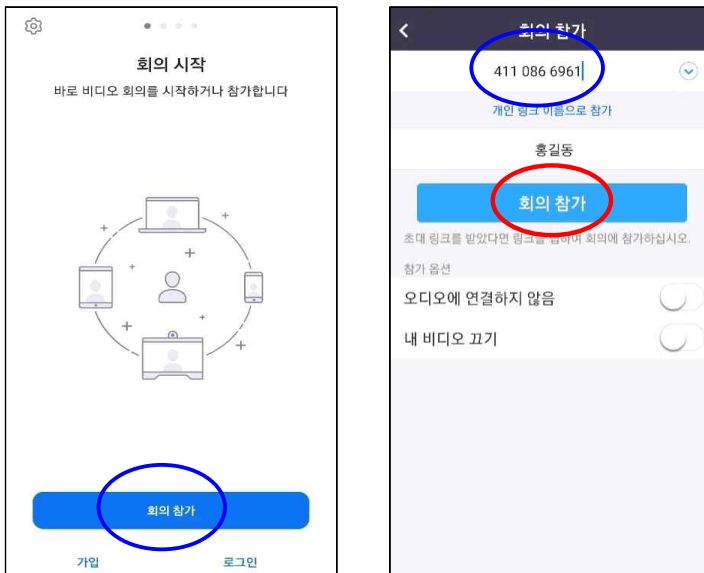 회의 시작
바로 비디오 회의를 시작하거나 참가합니다
회의 참가
가입 로그인
회의 참가
411 086 6961
개인 링크 이름으로 참가
홍길동
회의 참가
초대 링크를 받았다면 링크를 탭하여 회의에 참가하십시오.
참가 옵션
오디오에 연결하지 않음
내 비디오 끄기